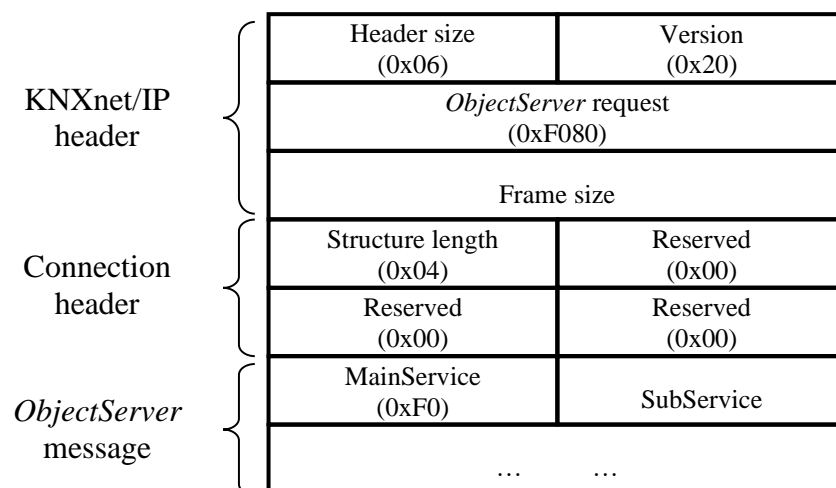 Header size
(0x06)
Version
(0x20)
KNXnet/IP
header
ObjectServer request
(0xF080)
Frame size
Connection
header
Structure length
(0x04)
Reserved
(0x00)
Reserved
(0x00)
Reserved
(0x00)
ObjectServer
message
MainService
(0xF0)
SubService
… …